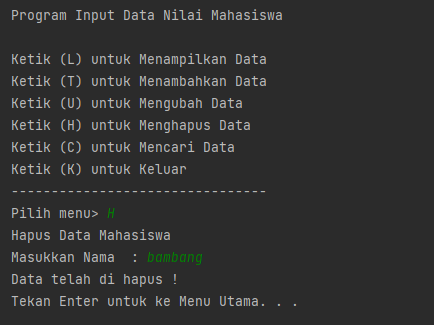 Program Input Data Nilai Mahasiswa
Ketik (L) untuk Menampilkan Data
Ketik (T) untuk Menambahkan Data
Ketik (U) untuk Mengubah Data
Ketik (H) untuk Menghapus Data
Ketik (C) untuk Mencari Data
Ketik (K) untuk Keluar
--------------------------------
Pilih menu> H
Hapus Data Mahasiswa
Masukkan Nama  : bambang
Data telah di hapus !
Tekan Enter untuk ke Menu Utama. . .